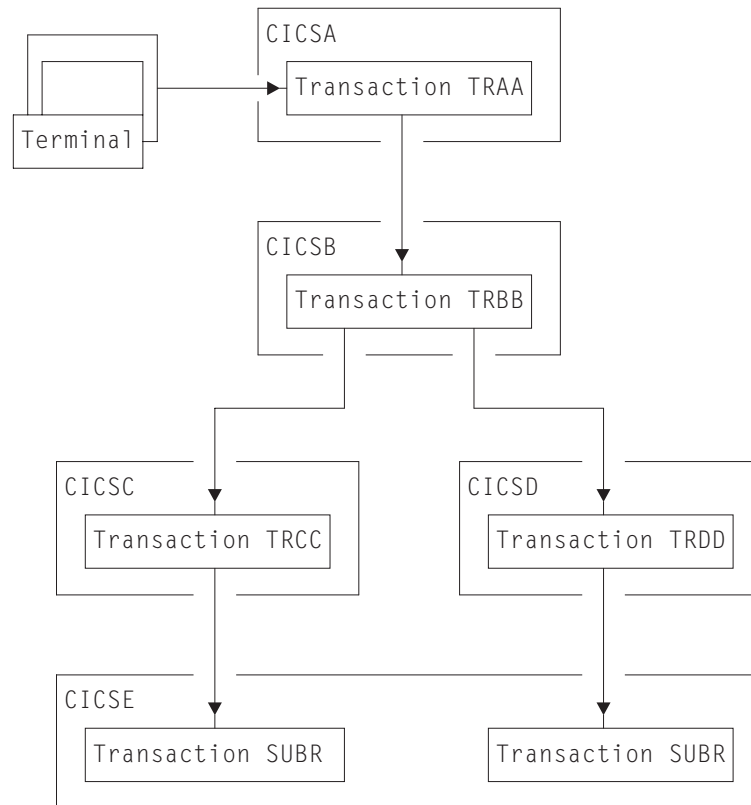 CICSA
Transaction TRAA
Terminal
CICSB
Transaction TRBB
CICSC
CICSD
Transaction TRCC
Transaction TRDD
CICSE
Transaction SUBR
Transaction SUBR